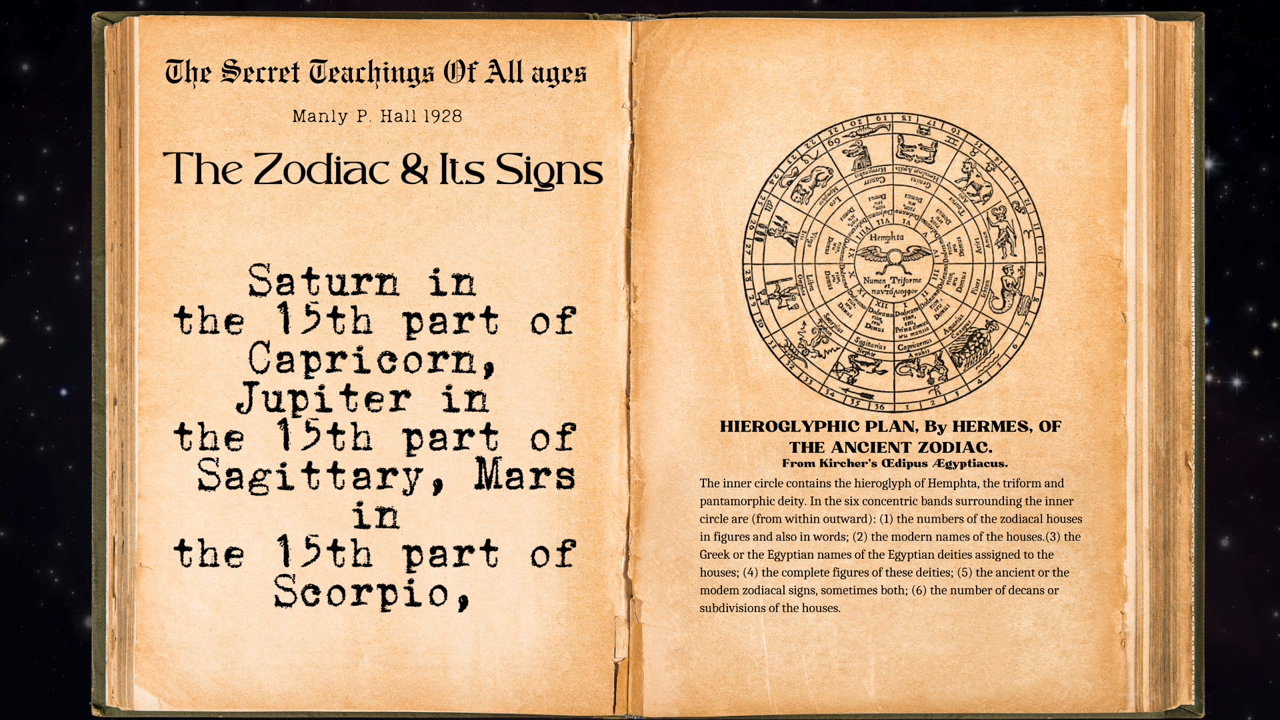 The Secret Teachings Of All ages
Manly P. Hall 1928
The Zodiac & Its Signs
Saturn in
the 15th part of
Capricorn,
Jupiter in
the 15th part of
Sagittary, Mars
in
the 15th part of
Scorpio,
Hemphta
Numen Triforme
HIEROGLYPHIC PLAN, By HERMES, OF
THE ANCIENT ZODIAC.
From Kircher's Œdipus Ægyptiacus.
The inner circle contains the hieroglyph of Hemphta, the triform and
pantamorphic deity. In the six concentric bands surrounding the inner
circle are (from within outward): (1) the numbers of the zodiacal houses
in figures and also in words; (2) the modern names of the houses.(3) the
Greek or the Egyptian names of the Egyptian deities assigned to the
houses; (4) the complete figures of these deities; (5) the ancient or the
modem zodiacal signs, sometimes both; (6) the number of decans or
subdivisions of the houses.